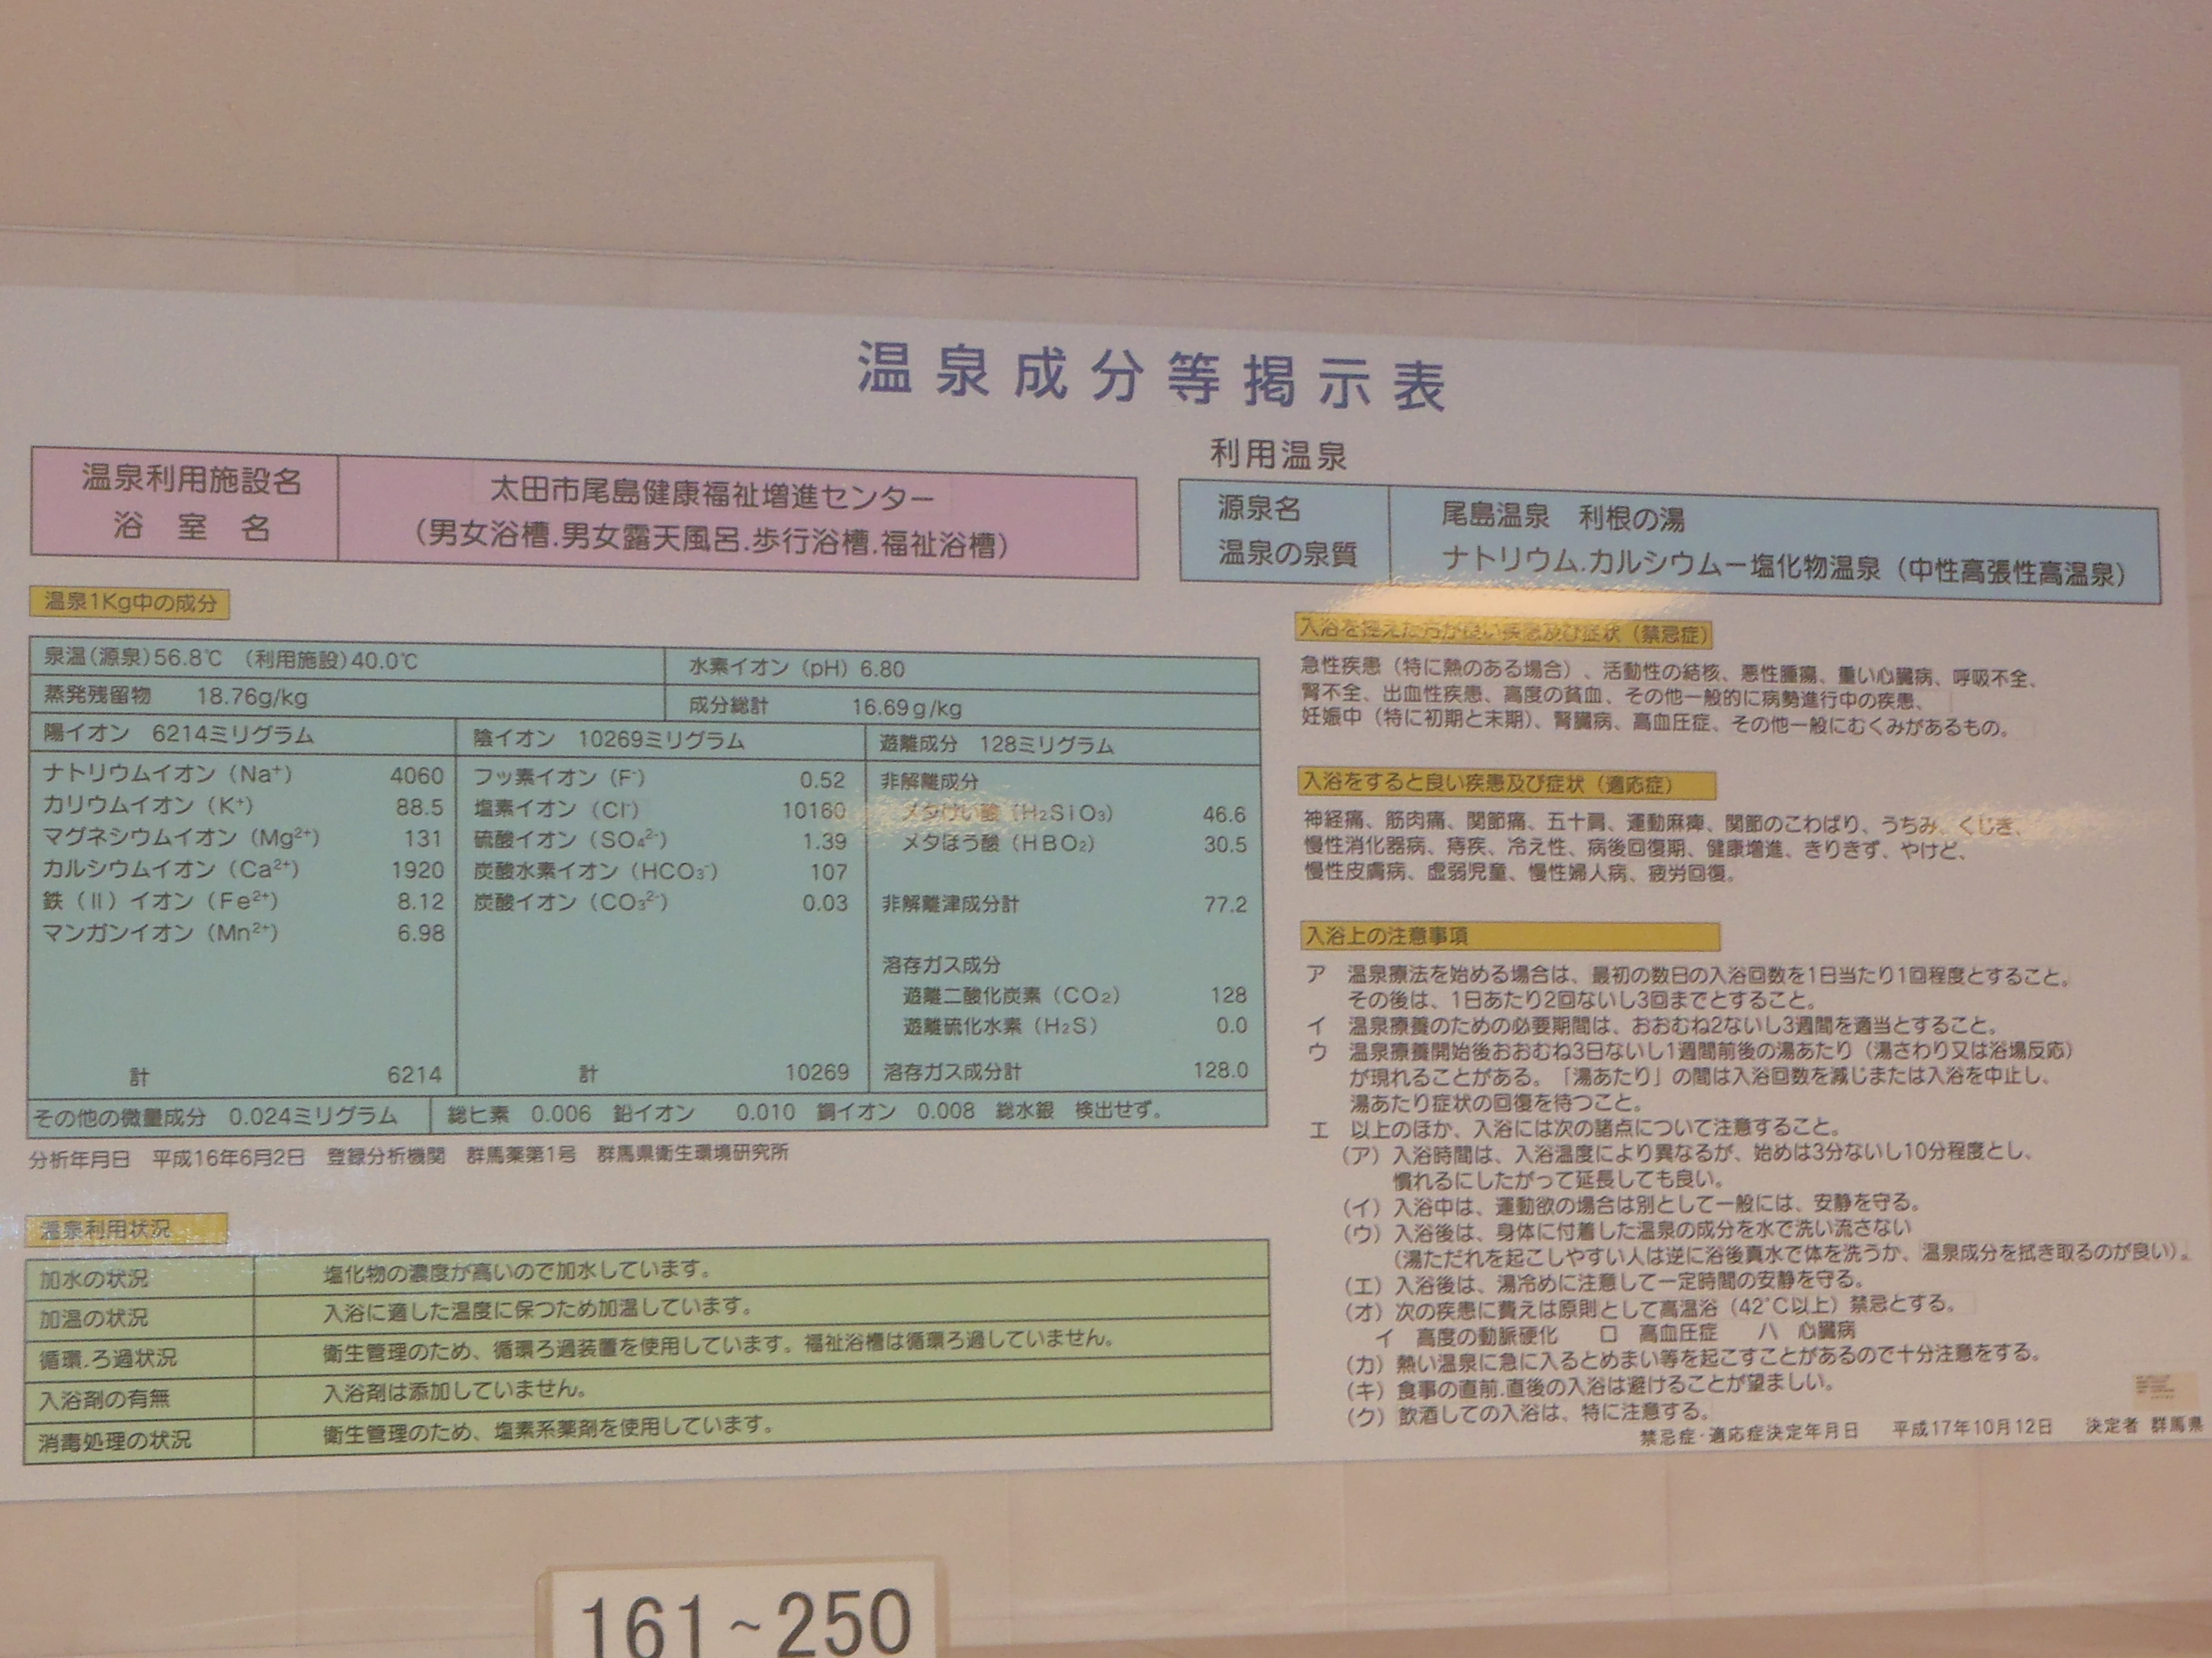 温泉成分等掲示表
温泉利用施設名
浴室名
太田市尾島健康福祉増進センター
(男女浴槽.男女露天風呂.歩行浴槽.福祉浴槽)
利用温泉
源泉名 尾島温泉 利根の湯
温泉の泉質 ナトリウム.カルシウムー塩化物温泉（中性高張性高温泉）
温泉1Kg中の成分
泉温(源泉)56.8℃ (利用施設)40.0℃ 水素イオン（pH）6.80
蒸発残留物 18.76g/kg 成分総計 16.69g/kg
陽イオン 6214ミリグラム 陰イオン 10269ミリグラム 遊離成分 128ミリグラム
ナトリウムイオン（Na⁺） 4060 フッ素イオン（F⁻） 0.52 非解離成分
カリウムイオン（K⁺） 88.5 塩素イオン（Cl⁻） 10160 メタけい酸（H₂SiO₃） 46.6
マグネシウムイオン（Mg²⁺） 131 硫酸イオン（SO₄²⁻） 1.39 メタほう酸（HBO₂） 30.5
カルシウムイオン（Ca²⁺） 1920 炭酸水素イオン（HCO₃⁻） 107
鉄（Ⅱ）イオン（Fe²⁺） 8.12 炭酸イオン（CO₃²⁻） 0.03 非解離津成分計 77.2
マンガンイオン（Mn²⁺） 6.98
溶存ガス成分
遊離二酸化炭素（CO₂） 128
遊離硫化水素（H₂S） 0.0
計 6214 計 10269 溶存ガス成分計 128.0
その他の微量成分 0.024ミリグラム 総ヒ素 0.006 鉛イオン 0.010 銅イオン 0.008 総水銀 検出せず。
分析年月日 平成16年6月2日 登録分析機関 群馬薬第1号 群馬県衛生環境研究所
温泉利用状況
加水の状況 塩化物の濃度が高いので加水しています。
加温の状況 入浴に適した温度に保つため加温しています。
循環.ろ過状況 衛生管理のため、循環ろ過装置を使用しています。福祉浴槽は循環ろ過していません。
入浴剤の有無 入浴剤は添加していません。
消毒処理の状況 衛生管理のため、塩素系薬剤を使用しています。
入浴を控えた方が良い疾患及び症状（禁忌症）
急性疾患（特に熱のある場合）、活動性の結核、悪性腫瘍、重い心臓病、呼吸不全、
腎不全、出血性疾患、高度の貧血、その他一般的に病勢進行中の疾患、
妊娠中（特に初期と末期）、腎臓病、高血圧症、その他一般にむくみがあるもの。
入浴をすると良い疾患及び症状（適応症）
神経痛、筋肉痛、関節痛、五十肩、運動麻痺、関節のこわばり、うちみ、くじき、
慢性消化器病、痔疾、冷え性、病後回復期、健康増進、きりきず、やけど、
慢性皮膚病、虚弱児童、慢性婦人病、疲労回復。
入浴上の注意事項
ア 温泉療法を始める場合は、最初の数日の入浴回数を1日当たり1回程度とすること。
その後は、1日あたり2回ないし3回までとすること。
イ 温泉療養のための必要期間は、おおむね2ないし3週間を適当とすること。
ウ 温泉療養開始後おおむね3日ないし1週間前後の湯あたり（湯さわり又は浴場反応）
が現れることがある。「湯あたり」の間は入浴回数を減じまたは入浴を中止し、
湯あたり症状の回復を待つこと。
エ 以上のほか、入浴には次の諸点について注意すること。
（ア）入浴時間は、入浴温度により異なるが、始めは3分ないし10分程度とし、
慣れるにしたがって延長しても良い。
（イ）入浴中は、運動欲の場合は別として一般には、安静を守る。
（ウ）入浴後は、身体に付着した温泉の成分を水で洗い流さない
（湯ただれを起こしやすい人は逆に浴後真水で体を洗うか、温泉成分を拭き取るのが良い）。
（エ）入浴後は、湯冷めに注意して一定時間の安静を守る。
（オ）次の疾患に費えは原則として高温浴（42°C以上）禁忌とする。
イ 高度の動脈硬化 ロ 高血圧症 ハ 心臓病
（カ）熱い温泉に急に入るとめまい等を起こすことがあるので十分注意をする。
（キ）食事の直前.直後の入浴は避けることが望ましい。
（ク）飲酒しての入浴は、特に注意する。
禁忌症・適応症決定年月日 平成17年10月12日 決定者 群馬県
161~250